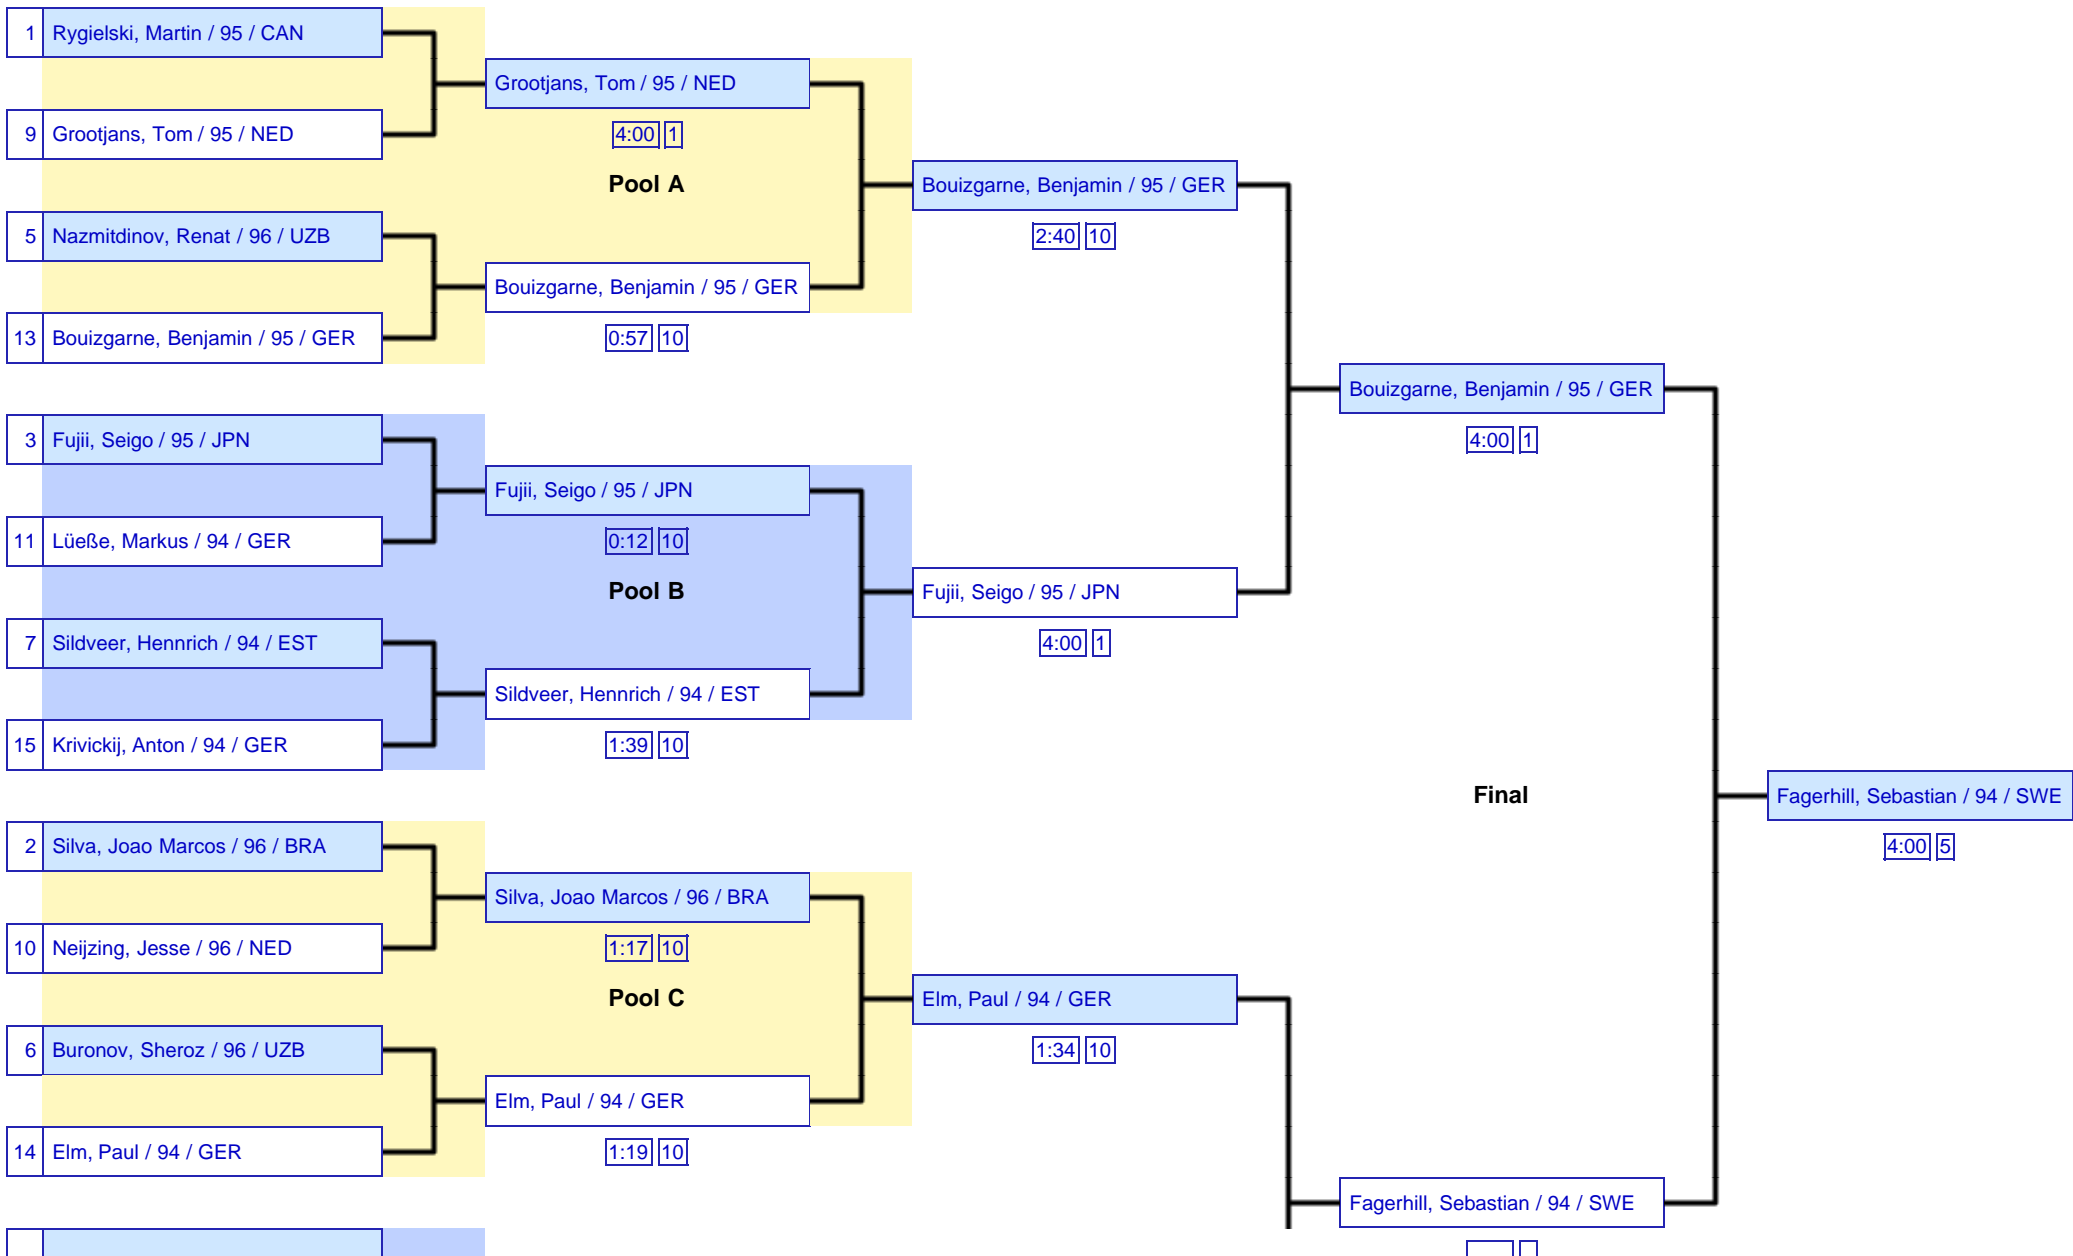 1 Rygielski, Martin / 95 / CAN
Grootjans, Tom / 95 / NED
9 Grootjans, Tom / 95 / NED
4:00 1
Pool A
Bouizgarne, Benjamin / 95 / GER
5 Nazmitdinov, Renat / 96 / UZB
2:40 10
Bouizgarne, Benjamin / 95 / GER
13 Bouizgarne, Benjamin / 95 / GER
0:57 10
Bouizgarne, Benjamin / 95 / GER
3 Fujii, Seigo / 95 / JPN
4:00 1
Fujii, Seigo / 95 / JPN
11 Lüeße, Markus / 94 / GER
0:12 10
Pool B
Fujii, Seigo / 95 / JPN
7 Sildveer, Hennrich / 94 / EST
4:00 1
Sildveer, Hennrich / 94 / EST
15 Krivickij, Anton / 94 / GER
1:39 10
Final
Fagerhill, Sebastian / 94 / SWE
2 Silva, Joao Marcos / 96 / BRA
4:00 5
Silva, Joao Marcos / 96 / BRA
10 Neijzing, Jesse / 96 / NED
1:17 10
Pool C
Elm, Paul / 94 / GER
6 Buronov, Sheroz / 96 / UZB
1:34 10
Elm, Paul / 94 / GER
14 Elm, Paul / 94 / GER
1:19 10
Fagerhill, Sebastian / 94 / SWE